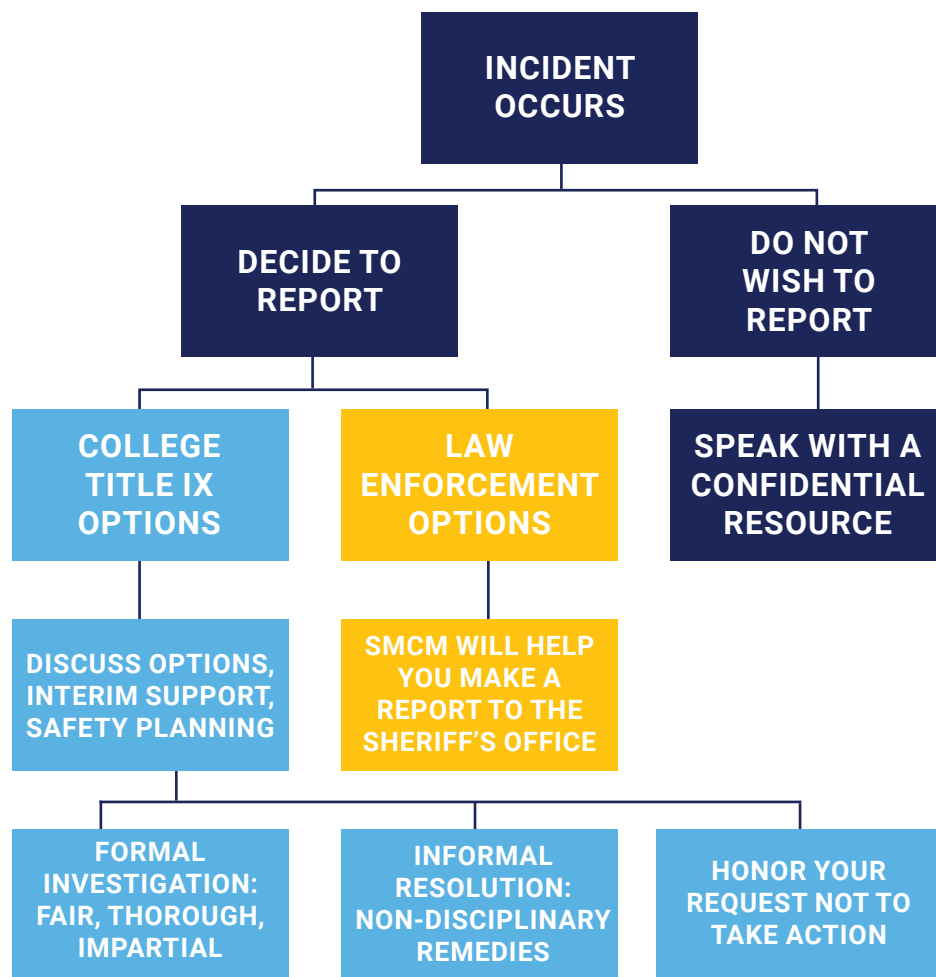 INCIDENT
OCCURS
DECIDE TO
REPORT
DO NOT
WISH TO
REPORT
COLLEGE
TITLE IX
OPTIONS
LAW
ENFORCEMENT
OPTIONS
SPEAK WITH A
CONFIDENTIAL
RESOURCE
DISCUSS OPTIONS,
INTERIM SUPPORT,
SAFETY PLANNING
SMCM WILL HELP
YOU MAKE A
REPORT TO THE
SHERIFF'S OFFICE
FORMAL
INVESTIGATION:
FAIR, THOROUGH,
IMPARTIAL
INFORMAL
RESOLUTION:
NON-DISCIPLINARY
REMEDIES
HONOR YOUR
REQUEST NOT TO
TAKE ACTION